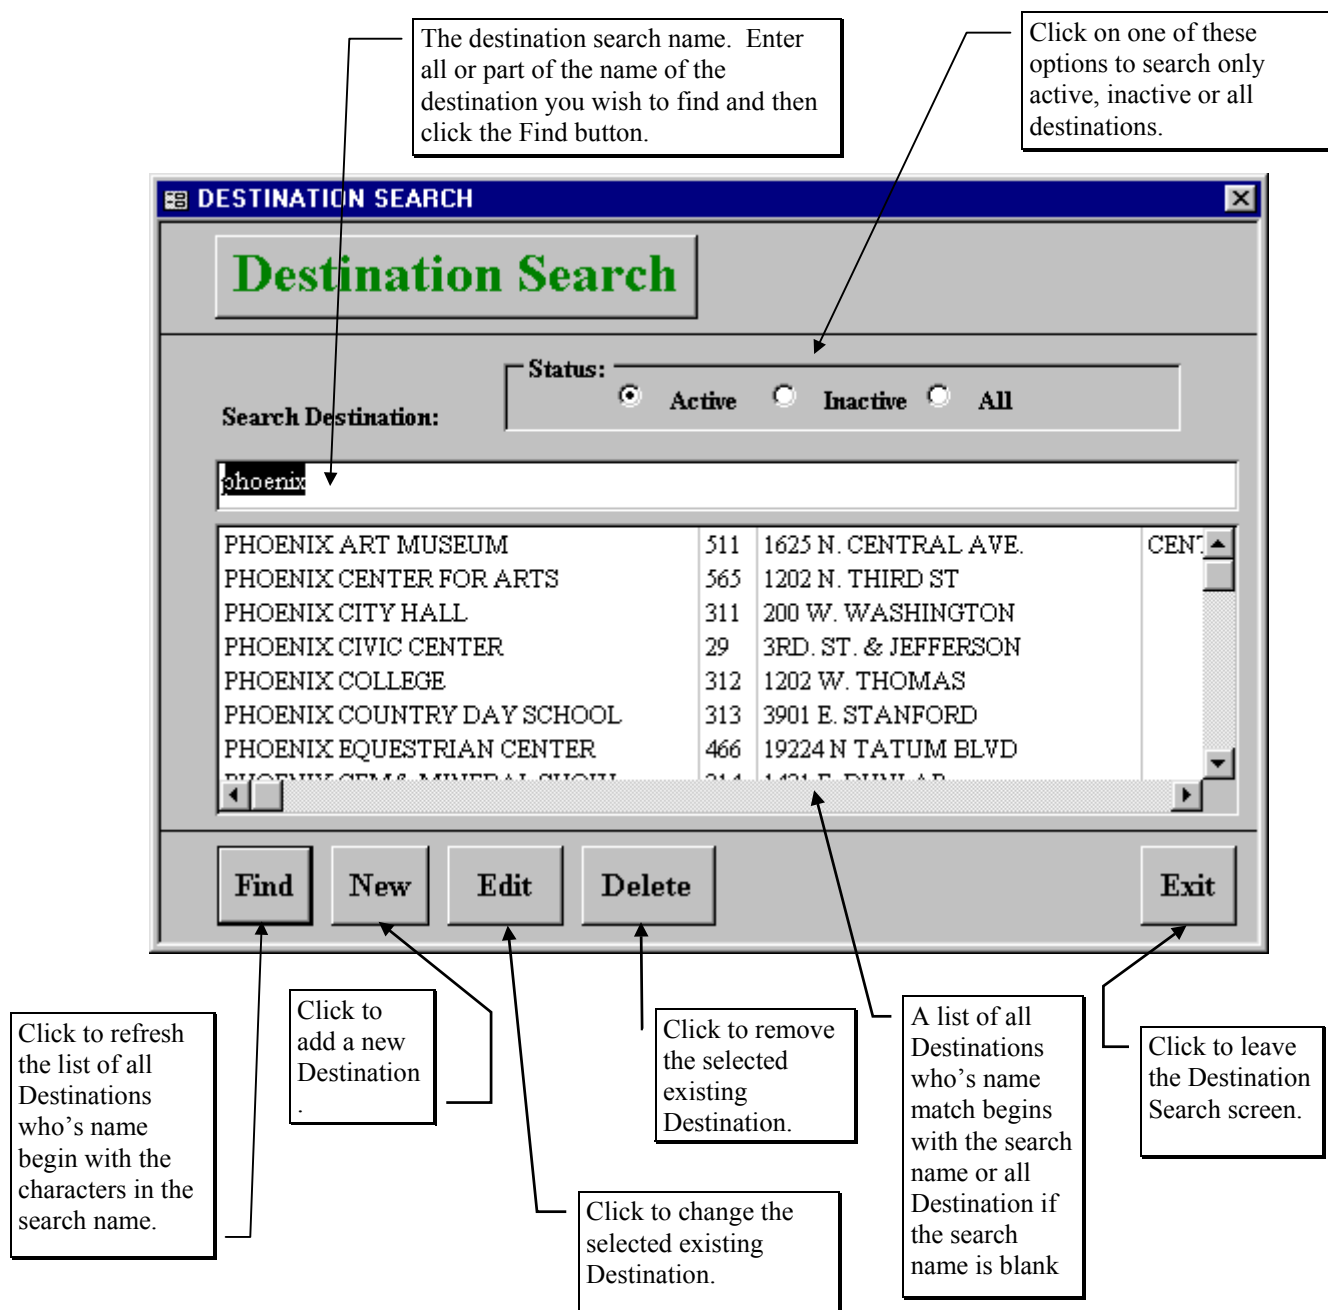 The destination search name.  Enter
all or part of the name of the
destination you wish to find and then
click the Find button.
Click on one of these
options to search only
active, inactive or all
destinations.
DESTINATION SEARCH
Destination Search
Status:
Active Inactive All
Search Destination:
phoenix
PHOENIX ART MUSEUM 511 1625 N. CENTRAL AVE. CENT
PHOENIX CENTER FOR ARTS 565 1202 N. THIRD ST
PHOENIX CITY HALL 311 200 W. WASHINGTON
PHOENIX CIVIC CENTER 29 3RD. ST. & JEFFERSON
PHOENIX COLLEGE 312 1202 W. THOMAS
PHOENIX COUNTRY DAY SCHOOL 313 3901 E. STANFORD
PHOENIX EQUESTRIAN CENTER 466 19224 N TATUM BLVD
PHOENIX GEM & MINERAL SHOW 314 1421 E. DUNLAP
Find New Edit Delete Exit
Click to refresh
the list of all
Destinations
who's name
begin with the
characters in the
search name.
Click to
add a new
Destination
.
Click to change the
selected existing
Destination.
Click to remove
the selected
existing
Destination.
A list of all
Destinations
who's name
match begins
with the search
name or all
Destination if
the search
name is blank
Click to leave
the Destination
Search screen.